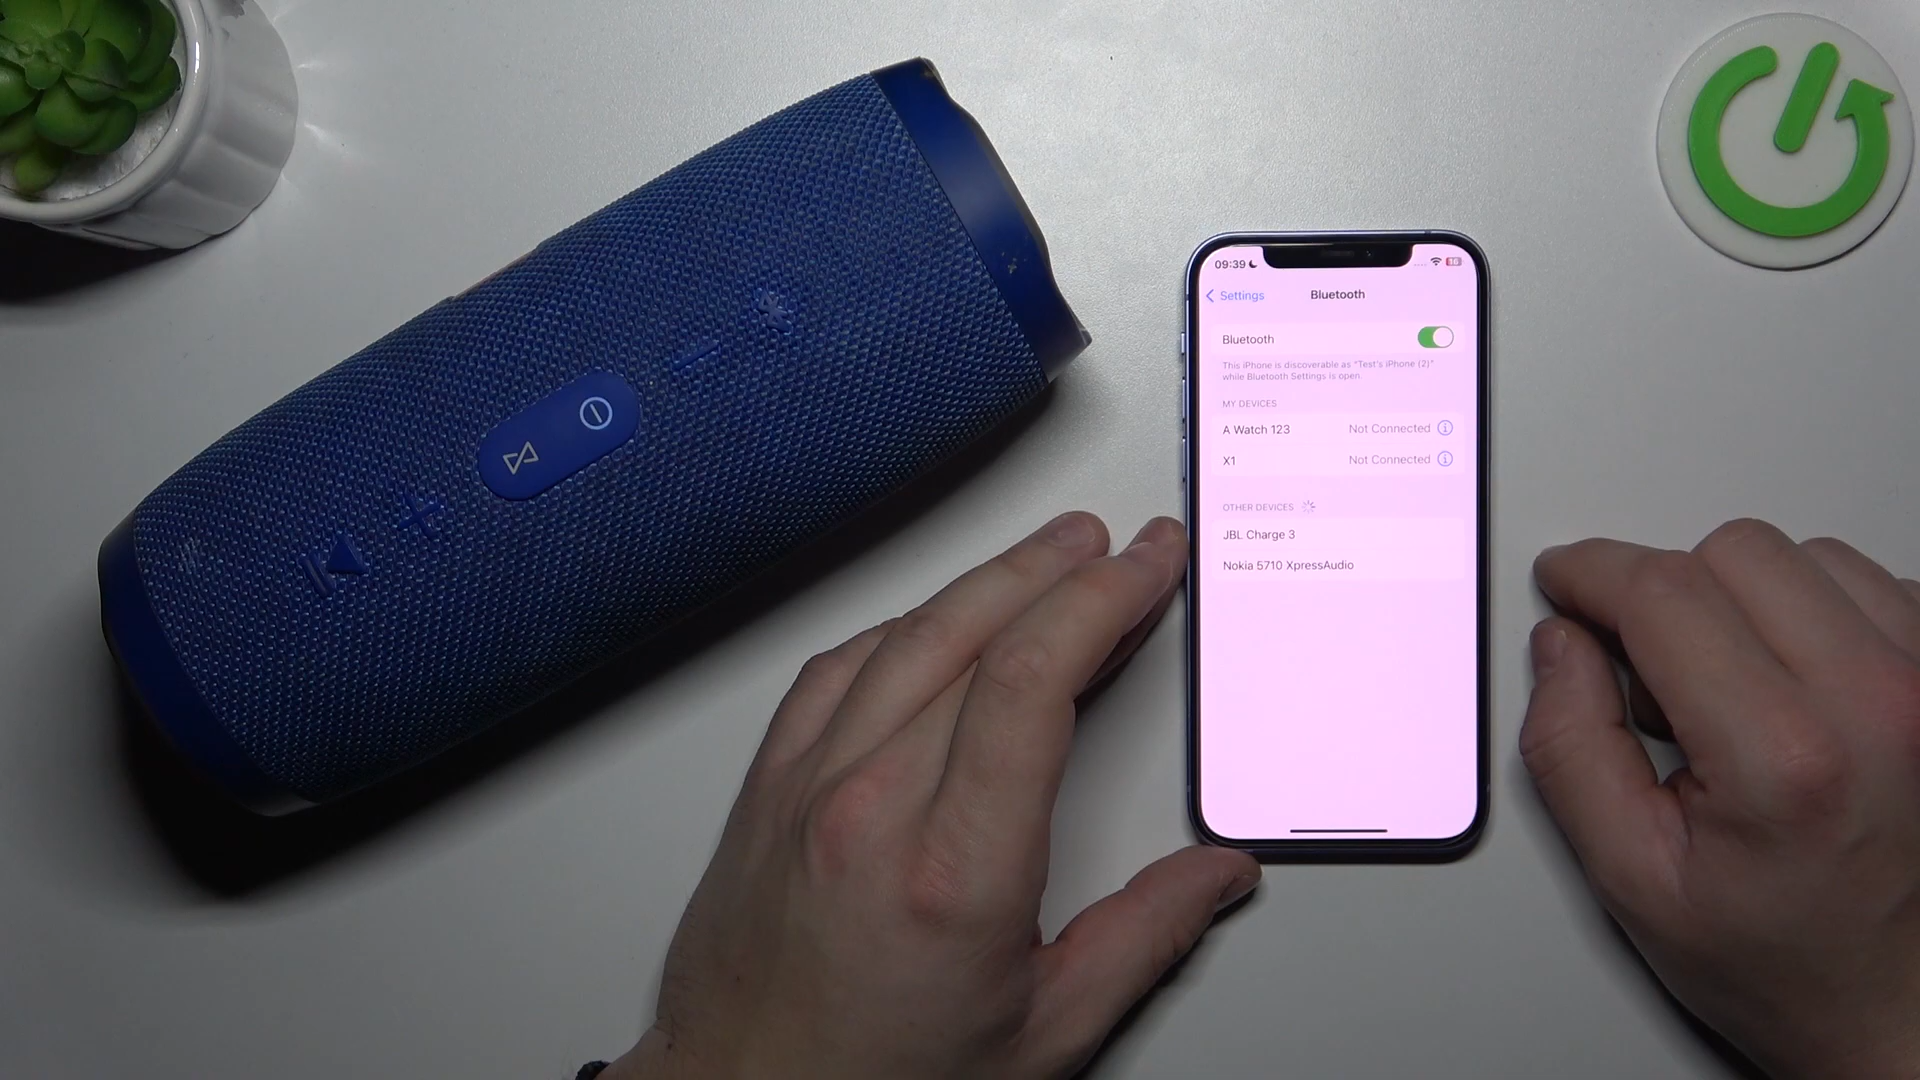 09:39
Settings
Bluetooth
Bluetooth
This iPhone is discoverable as “Test's iPhone (2)”
while Bluetooth Settings is open.
MY DEVICES
A Watch 123 Not Connected
X1 Not Connected
OTHER DEVICES
JBL Charge 3
Nokia 5710 XpressAudio